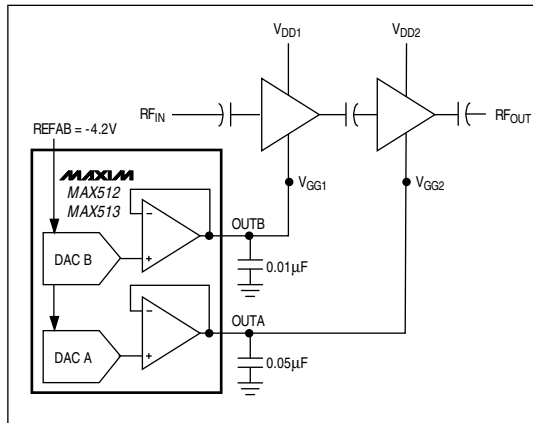 VDD1
VDD2
RFIN
RFOUT
REFAB = -4.2V
MAXIM
MAX512
MAX513
VGG1
VGG2
−
+
DAC B
OUTB
0.01µF
−
+
DAC A
OUTA
0.05µF